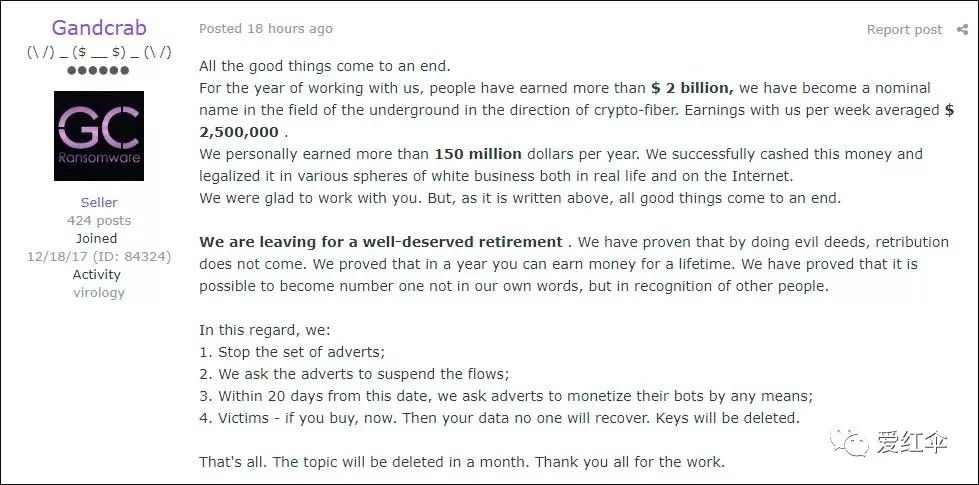 Gandcrab
(\ /) _ ($ __ $) _ (\ /)
●●●●●●
GC
Ransomware
Seller
424 posts
Joined
12/18/17 (ID: 84324)
Activity
virology
Posted 18 hours ago
Report post
All the good things come to an end.
For the year of working with us, people have earned more than $ 2 billion, we have become a nominal
name in the field of the underground in the direction of crypto-fiber. Earnings with us per week averaged $
2,500,000 .
We personally earned more than 150 million dollars per year. We successfully cashed this money and
legalized it in various spheres of white business both in real life and on the Internet.
We were glad to work with you. But, as it is written above, all good things come to an end.
We are leaving for a well-deserved retirement . We have proven that by doing evil deeds, retribution
does not come. We proved that in a year you can earn money for a lifetime. We have proved that it is
possible to become number one not in our own words, but in recognition of other people.
In this regard, we:
1. Stop the set of adverts;
2. We ask the adverts to suspend the flows;
3. Within 20 days from this date, we ask adverts to monetize their bots by any means;
4. Victims - if you buy, now. Then your data no one will recover. Keys will be deleted.
That's all. The topic will be deleted in a month. Thank you all for the work.
爱红伞